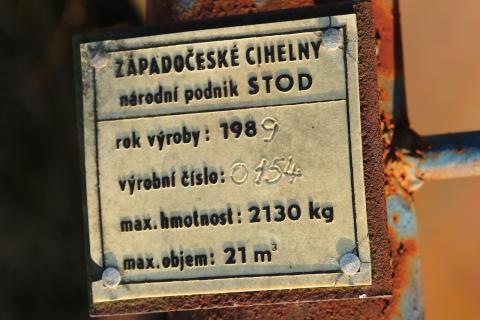 ZÁPADOČESKÉ CIHELNY
národní podnik STOD
rok výroby: 1989
výrobní číslo: 0154
max. hmotnost: 2130 kg
max. objem: 21 m³